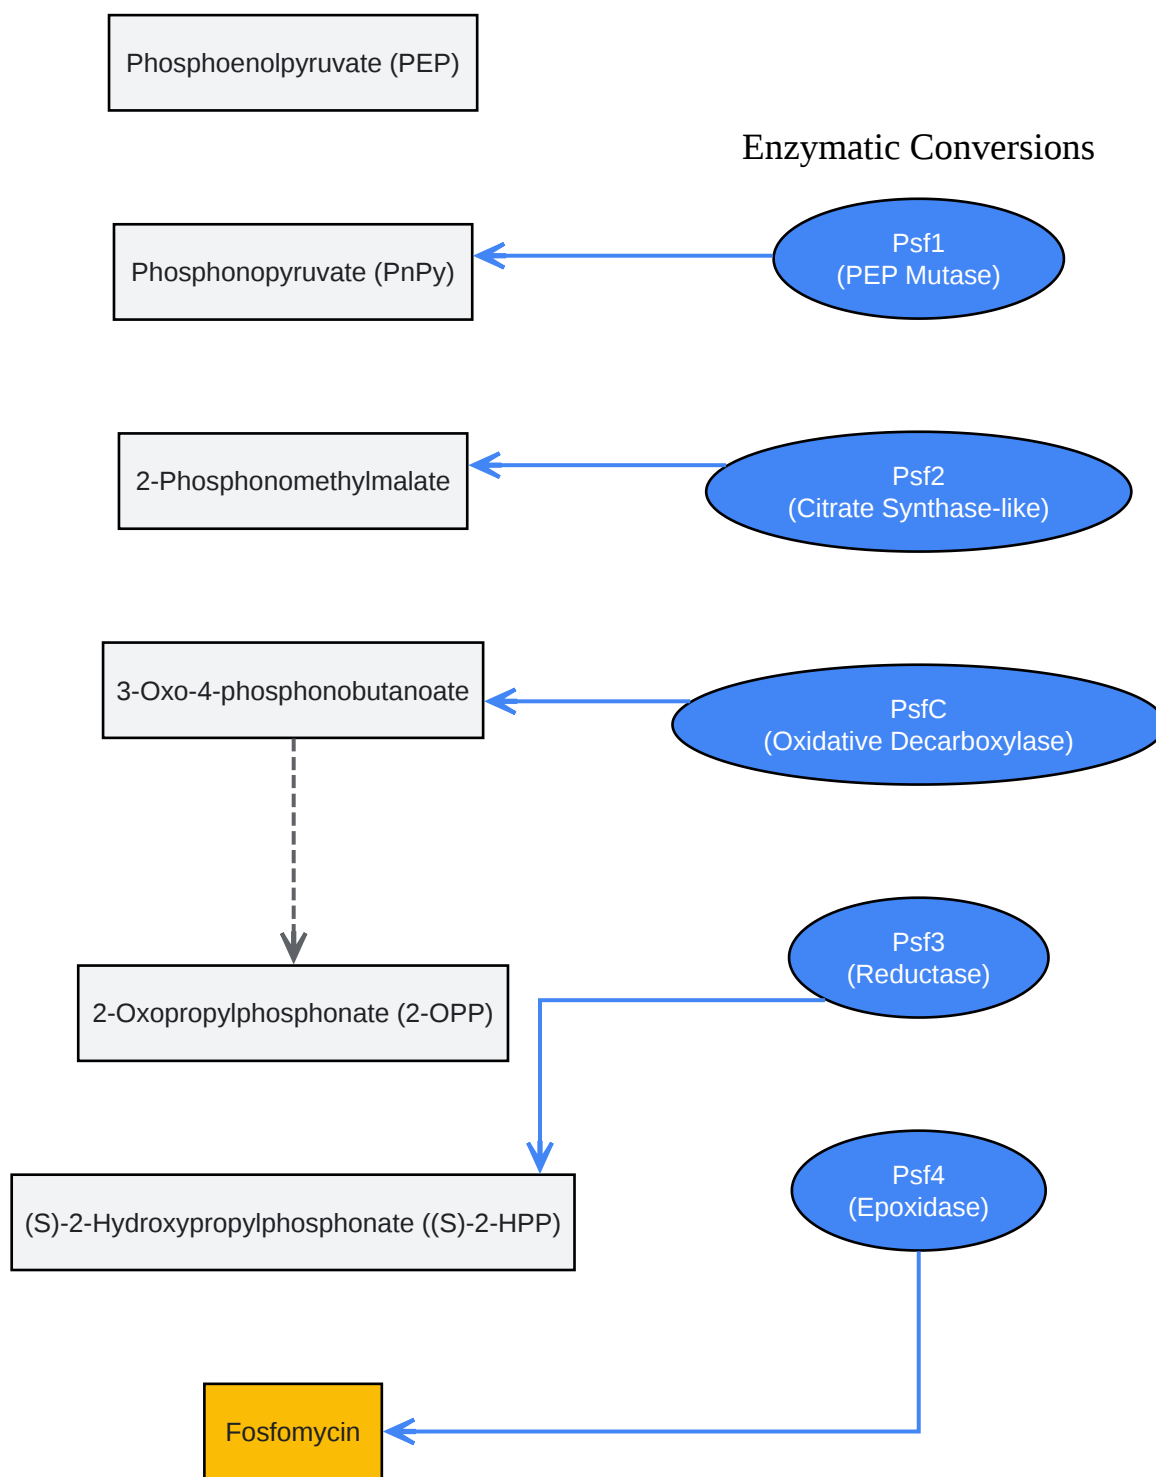 Phosphoenolpyruvate (PEP)
Enzymatic Conversions
Phosphonopyruvate (PnPy)
Psf1
(PEP Mutase)
2-Phosphonomethylmalate
Psf2
(Citrate Synthase-like)
3-Oxo-4-phosphonobutanoate
PsfC
(Oxidative Decarboxylase)
Psf3
(Reductase)
2-Oxopropylphosphonate (2-OPP)
Psf4
(Epoxidase)
(S)-2-Hydroxypropylphosphonate ((S)-2-HPP)
Fosfomycin